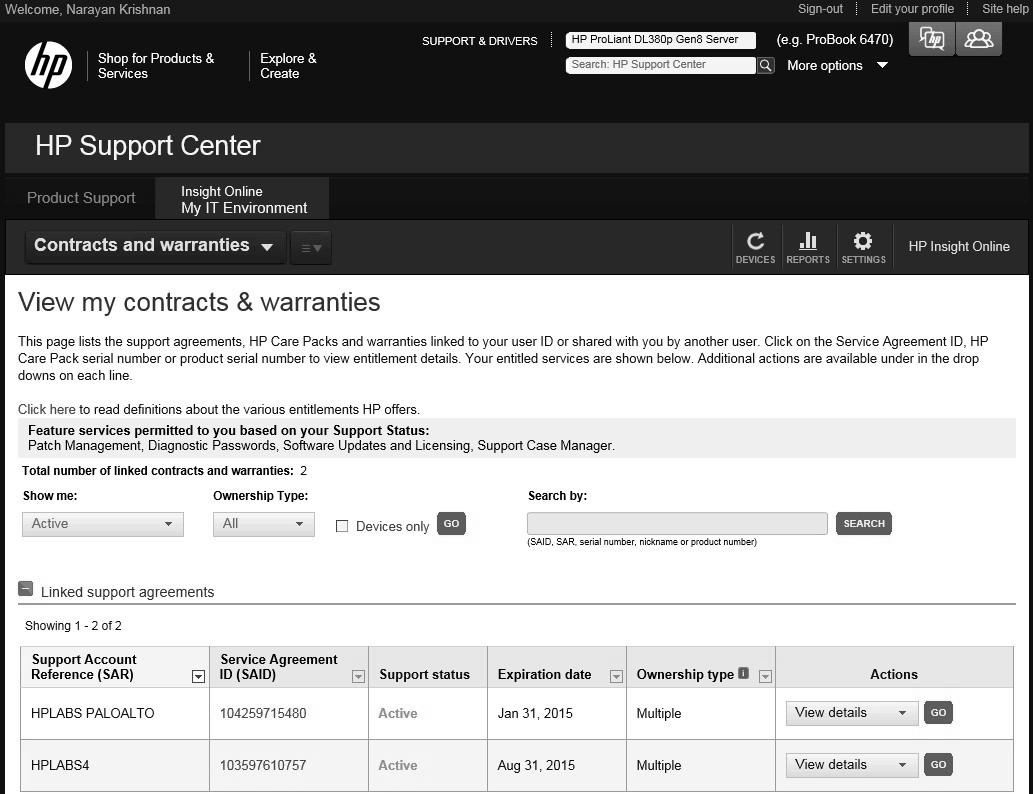 Welcome, Narayan Krishnan
Sign-out Edit your profile Site help
hp
Shop for Products &
Services
Explore &
Create
SUPPORT & DRIVERS
HP ProLiant DL380p Gen8 Server
(e.g. ProBook 6470)
Search: HP Support Center
More options
HP Support Center
Product Support
Insight Online
My IT Environment
Contracts and warranties
DEVICES REPORTS SETTINGS
HP Insight Online
View my contracts & warranties
This page lists the support agreements, HP Care Packs and warranties linked to your user ID or shared with you by another user. Click on the Service Agreement ID, HP
Care Pack serial number or product serial number to view entitlement details. Your entitled services are shown below. Additional actions are available under in the drop
downs on each line.
Click here to read definitions about the various entitlements HP offers.
Feature services permitted to you based on your Support Status:
Patch Management, Diagnostic Passwords, Software Updates and Licensing, Support Case Manager.
Total number of linked contracts and warranties: 2
Show me: Ownership Type: Search by:
Active All Devices only GO SEARCH
(SAID, SAR, serial number, nickname or product number)
Linked support agreements
Showing 1 - 2 of 2
Support Account
Reference (SAR)
Service Agreement
ID (SAID)
Support status
Expiration date
Ownership type i
Actions
HPLABS PALOALTO 104259715480 Active Jan 31, 2015 Multiple View details GO
HPLABS4 103597610757 Active Aug 31, 2015 Multiple View details GO